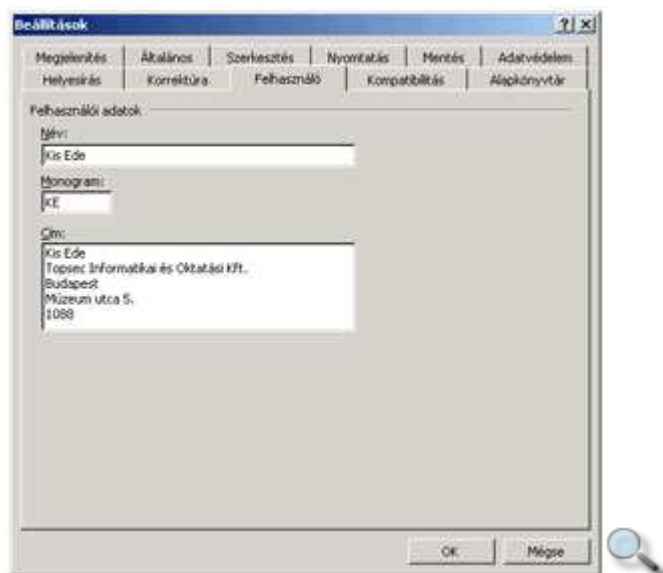 Beállítások
Megjelenítés Általános Szerkesztés Nyomtatás Mentés Adatvédelem
Helyesírás Korrektúra Felhasználó Kompatibilitás Alapkönyvtár
Felhasználói adatok
Név:
Kis Ede
Monogram:
KE
Cím:
Kis Ede
Topsec Informatikai és Oktatási Kft.
Budapest
Múzeum utca 5.
1088
OK Mégse